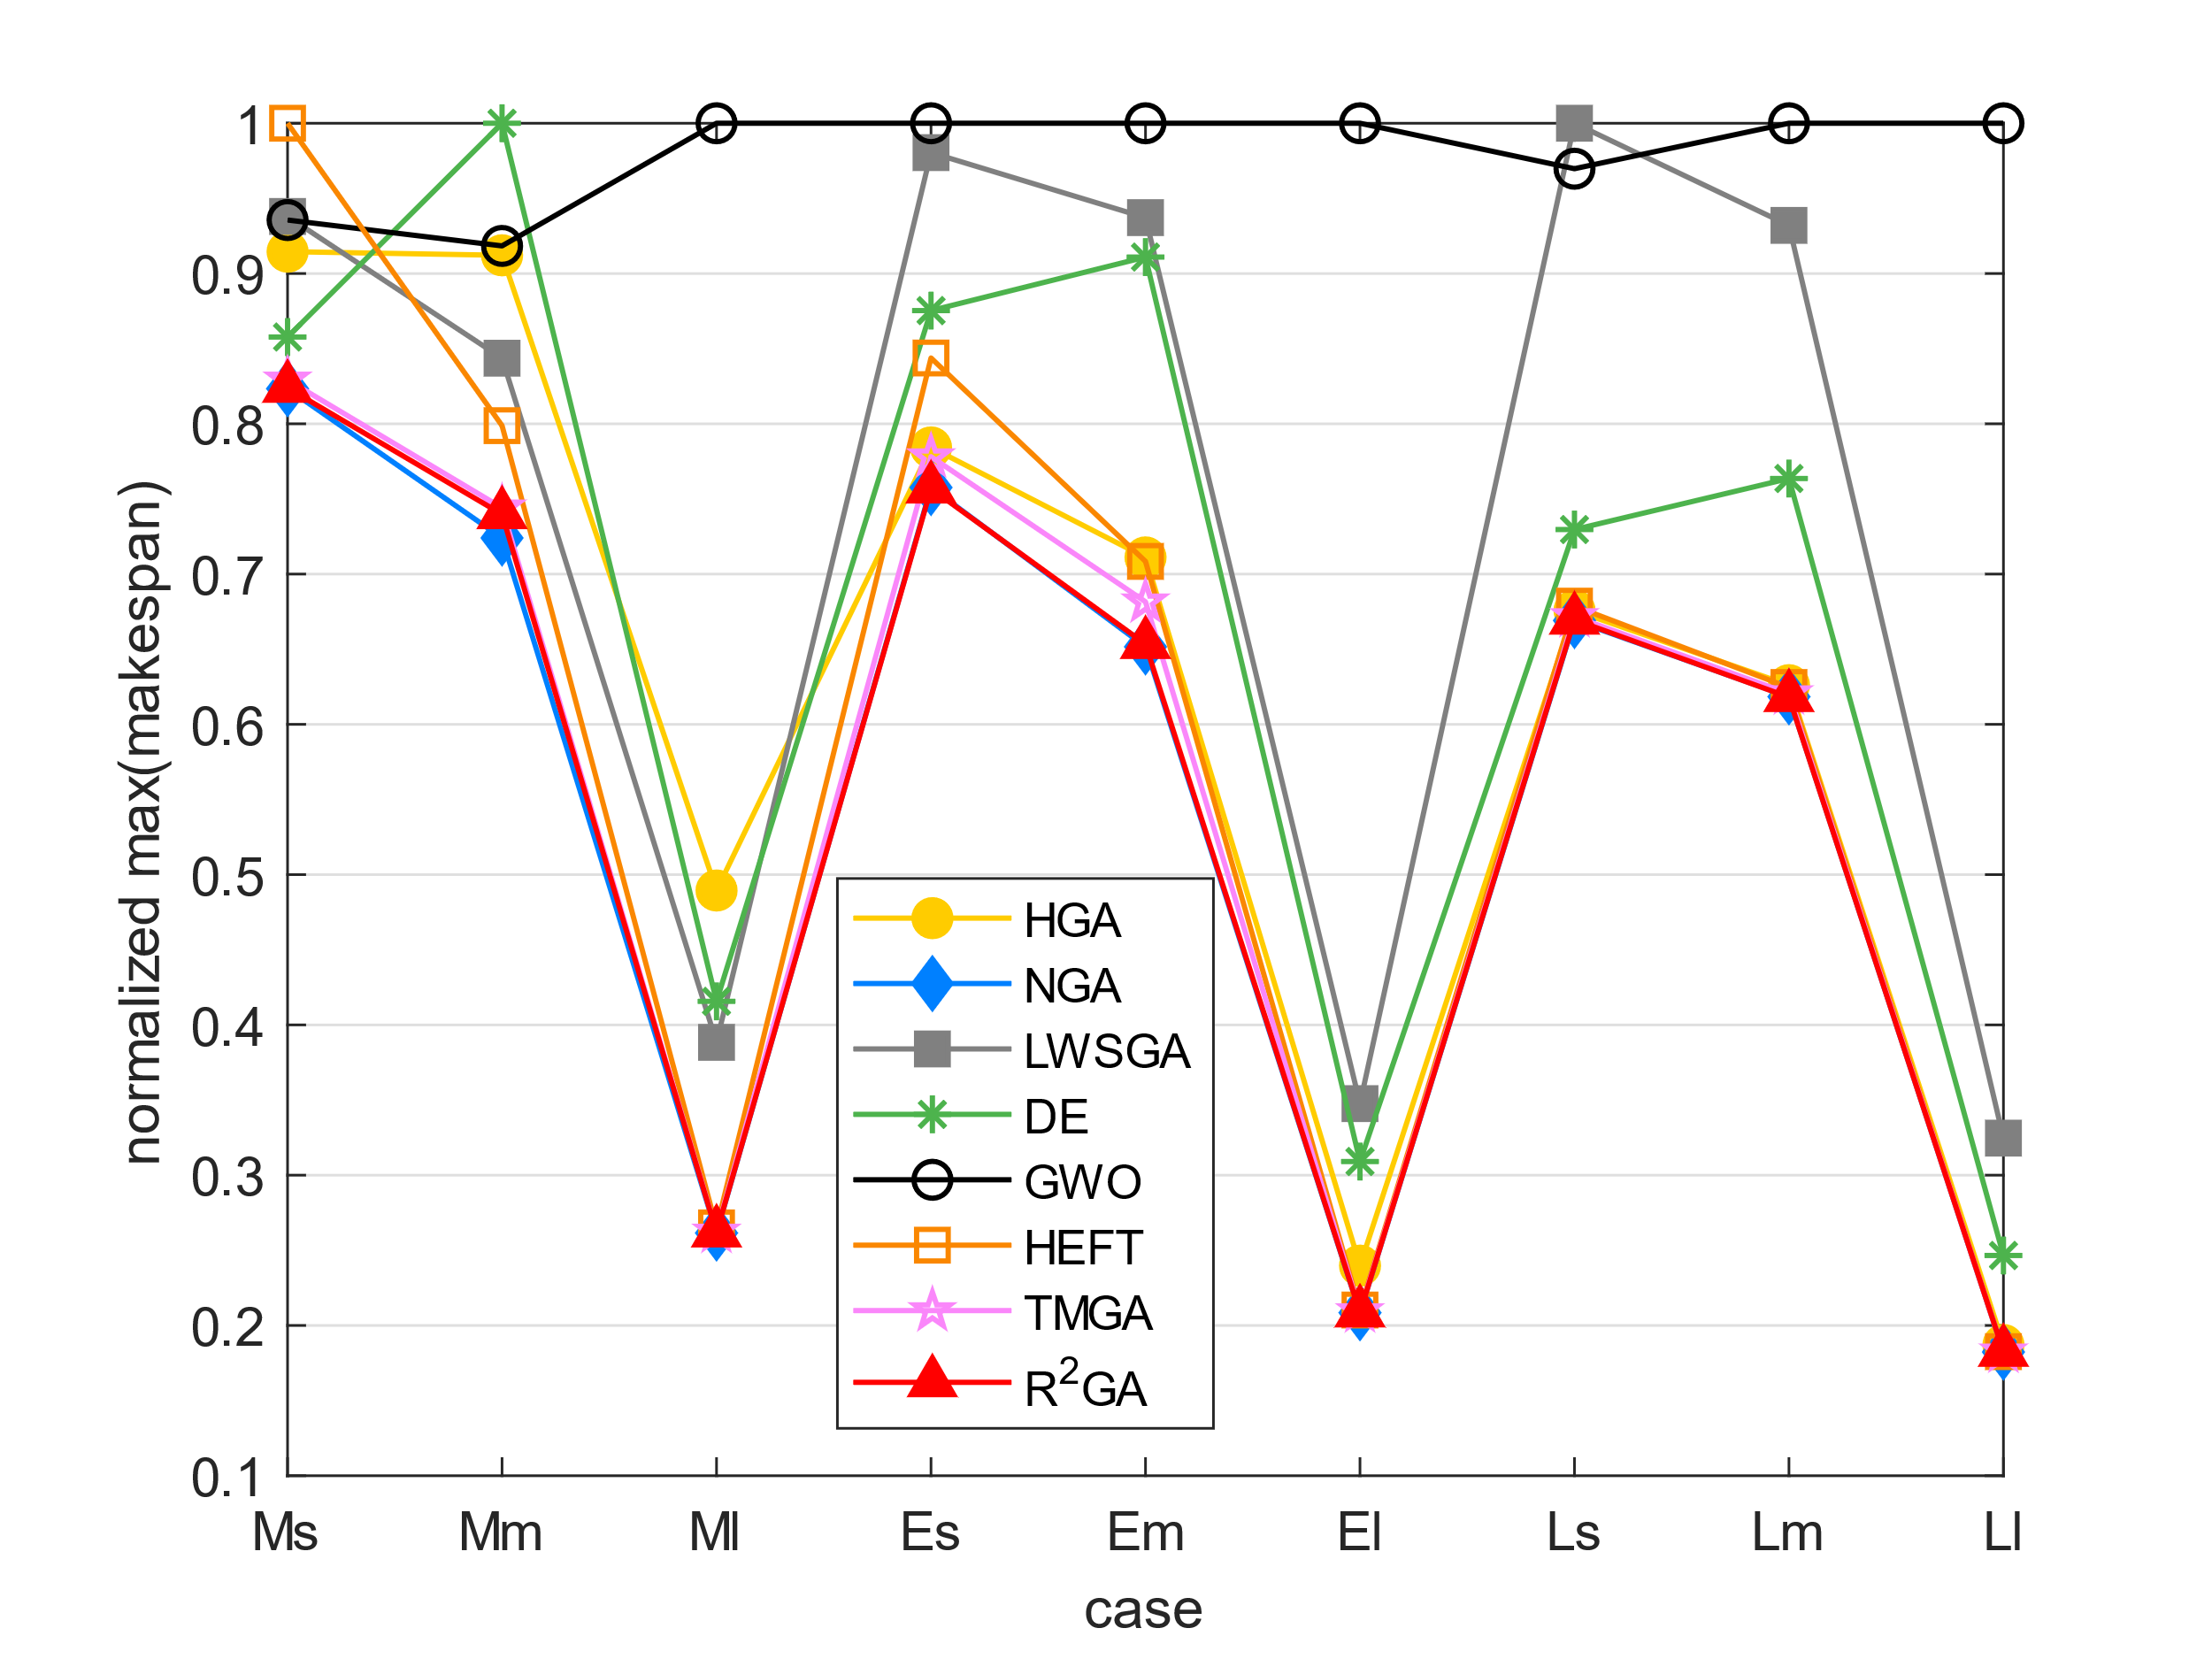 normalized max(makespan)
1
0.9
0.8
0.7
0.6
0.5
0.4
0.3
0.2
0.1
HGA
NGA
LWSGA
DE
GWO
HEFT
TMGA
R²GA
Ms Mm Ml Es Em El Ls Lm Ll
case